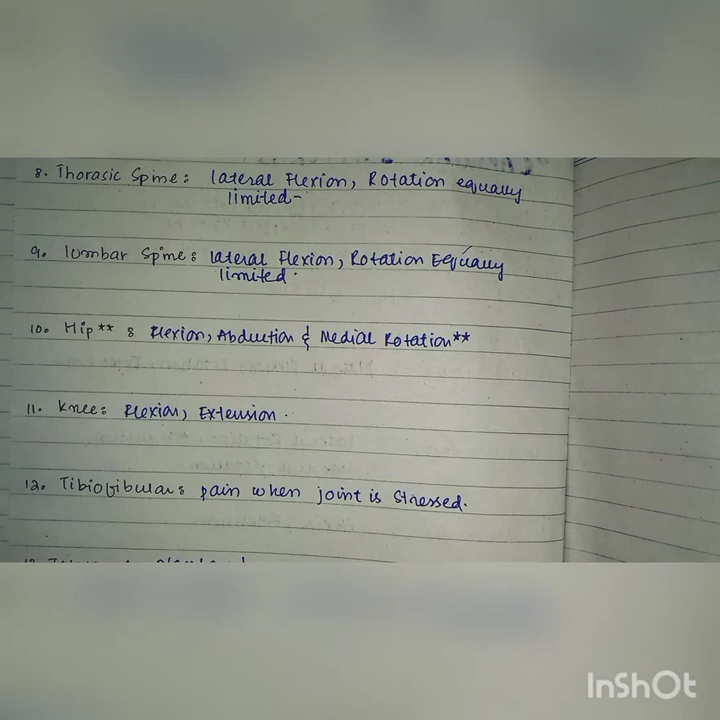 8. Thorasic Spine: lateral Flexion, Rotation equally
limited-
9. lumbar Spine: lateral Flexion, Rotation Equally
limited.
10. Hip** : Flexion, Abduction & Medial Rotation**
11. Knee: Flexion, Extension.
12. Tibiofibular: pain when joint is stressed.
InShOt